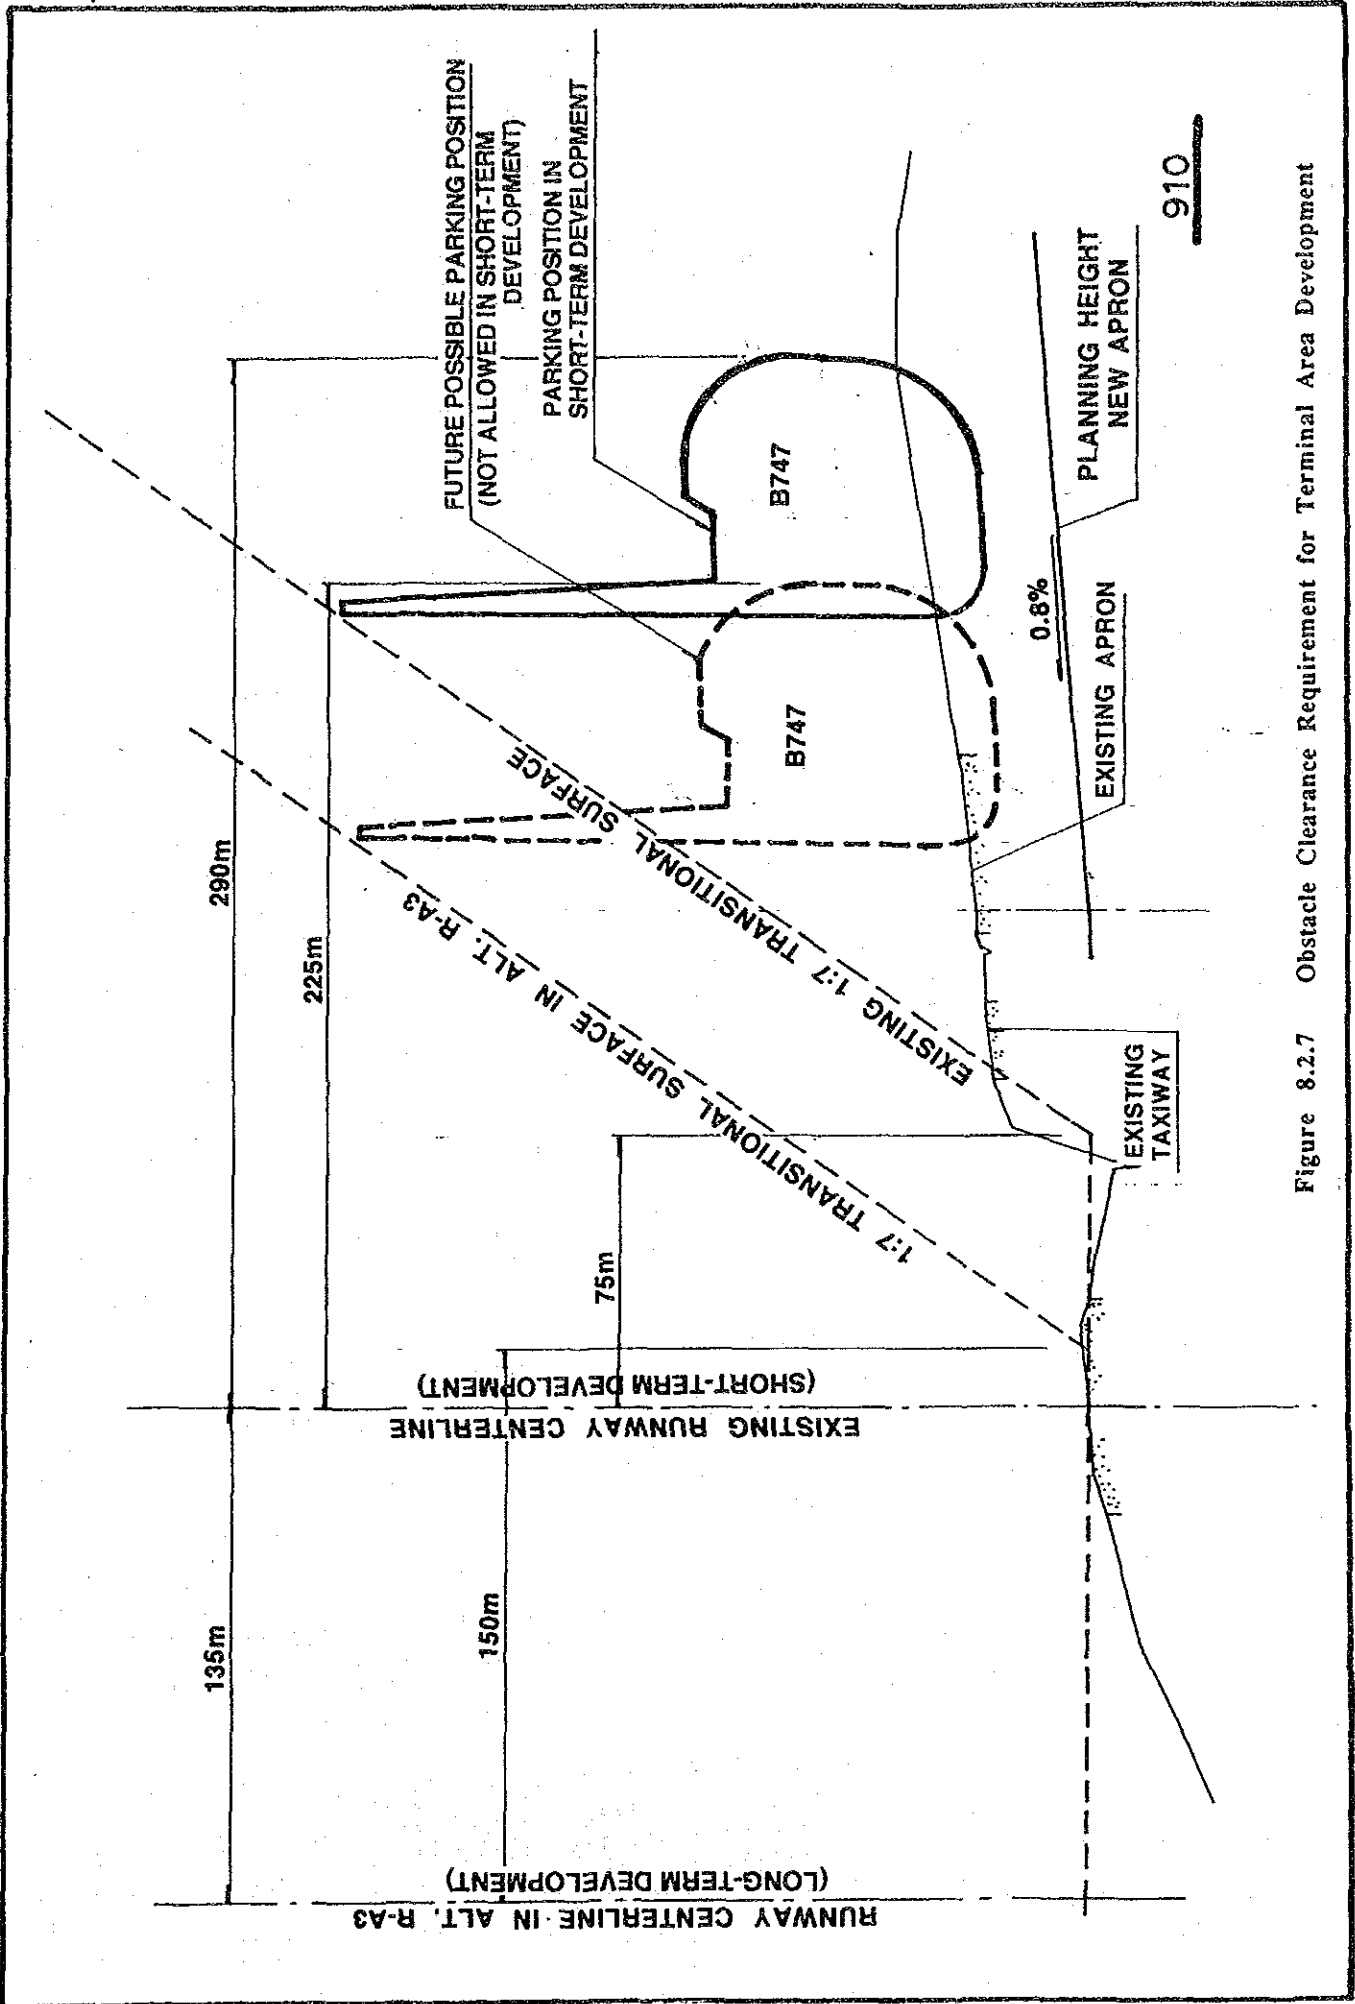 135m
290m
225m
150m
75m
RUNWAY CENTERLINE IN ALT. R-A3
(LONG-TERM DEVELOPMENT)
EXISTING RUNWAY CENTERLINE
(SHORT-TERM DEVELOPMENT)
1:7 TRANSITIONAL SURFACE IN ALT. R-A3
EXISTING 1:7 TRANSITIONAL SURFACE
FUTURE POSSIBLE PARKING POSITION
(NOT ALLOWED IN SHORT-TERM
DEVELOPMENT)
PARKING POSITION IN
SHORT-TERM DEVELOPMENT
B747
B747
0.8%
EXISTING
TAXIWAY
EXISTING APRON
PLANNING HEIGHT
NEW APRON
910
Figure 8.2.7 Obstacle Clearance Requirement for Terminal Area Development